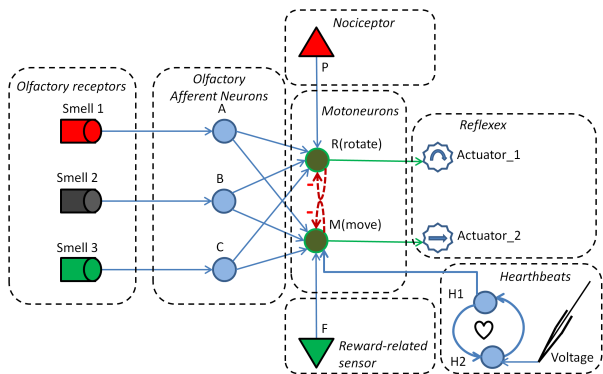 Nociceptor
P
Olfactory receptors
Smell 1
Smell 2
Smell 3
Olfactory
Afferent Neurons
A
B
C
Motoneurons
R(rotate)
M(move)
Reflexex
Actuator_1
Actuator_2
F
Reward-related
sensor
Hearthbeats
H1
H2
Voltage